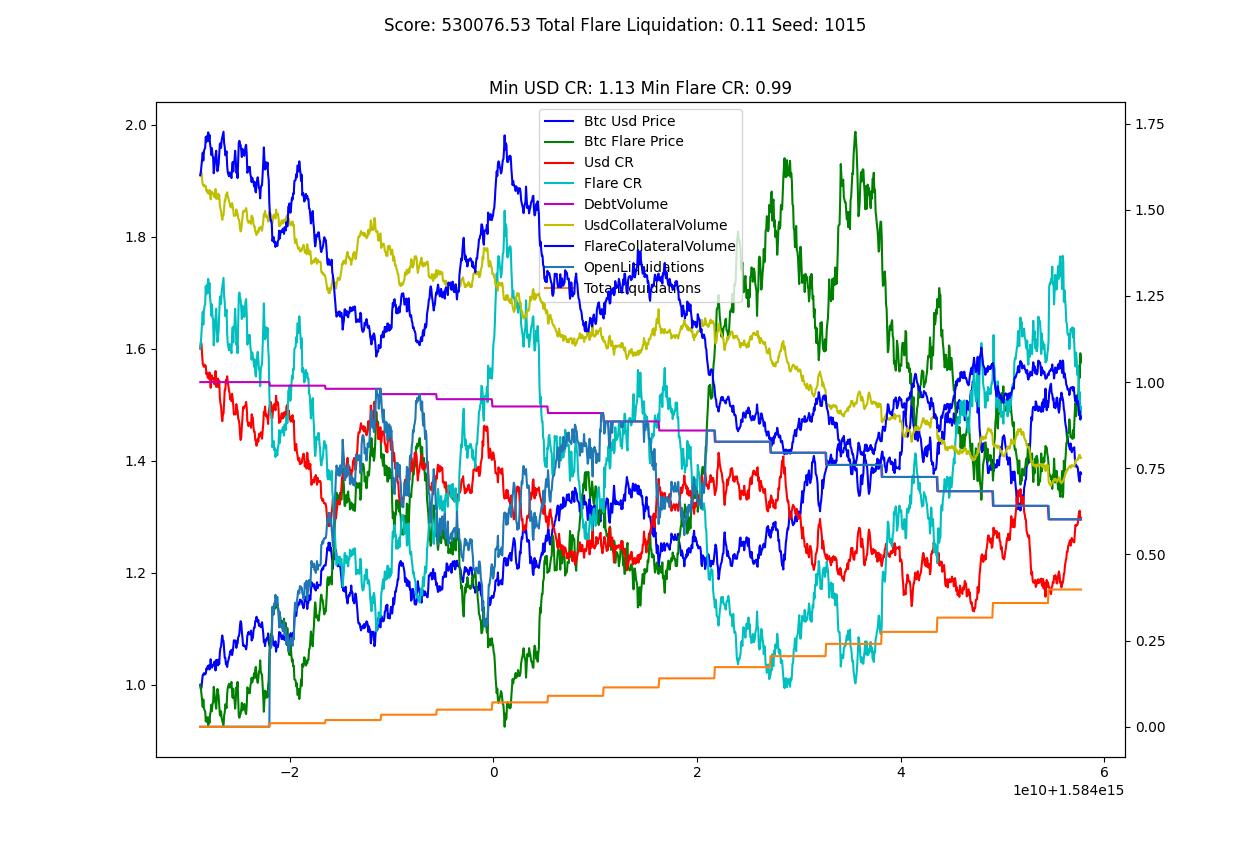 Score: 530076.53 Total Flare Liquidation: 0.11 Seed: 1015
Min USD CR: 1.13 Min Flare CR: 0.99
Btc Usd Price
Btc Flare Price
Usd CR
Flare CR
DebtVolume
UsdCollateralVolume
FlareCollateralVolume
OpenLiquidations
TotalLiquidations
2.0
1.8
1.6
1.4
1.2
1.0
1.75
1.50
1.25
1.00
0.75
0.50
0.25
0.00
−2 0 2 4 6
1e10+1.584e15